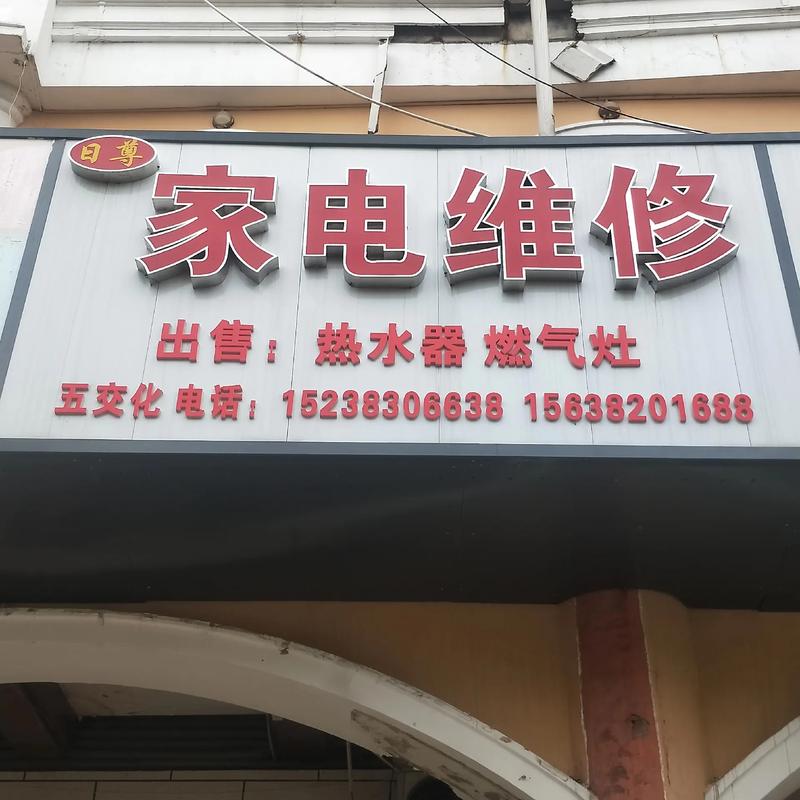 日尊
家电维修
出售：热水器 燃气灶
五交化 电话：15238306638 15638201688